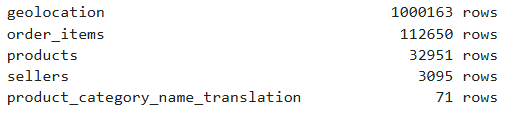 geolocation 1000163 rows
order_items 112650 rows
products 32951 rows
sellers 3095 rows
product_category_name_translation 71 rows